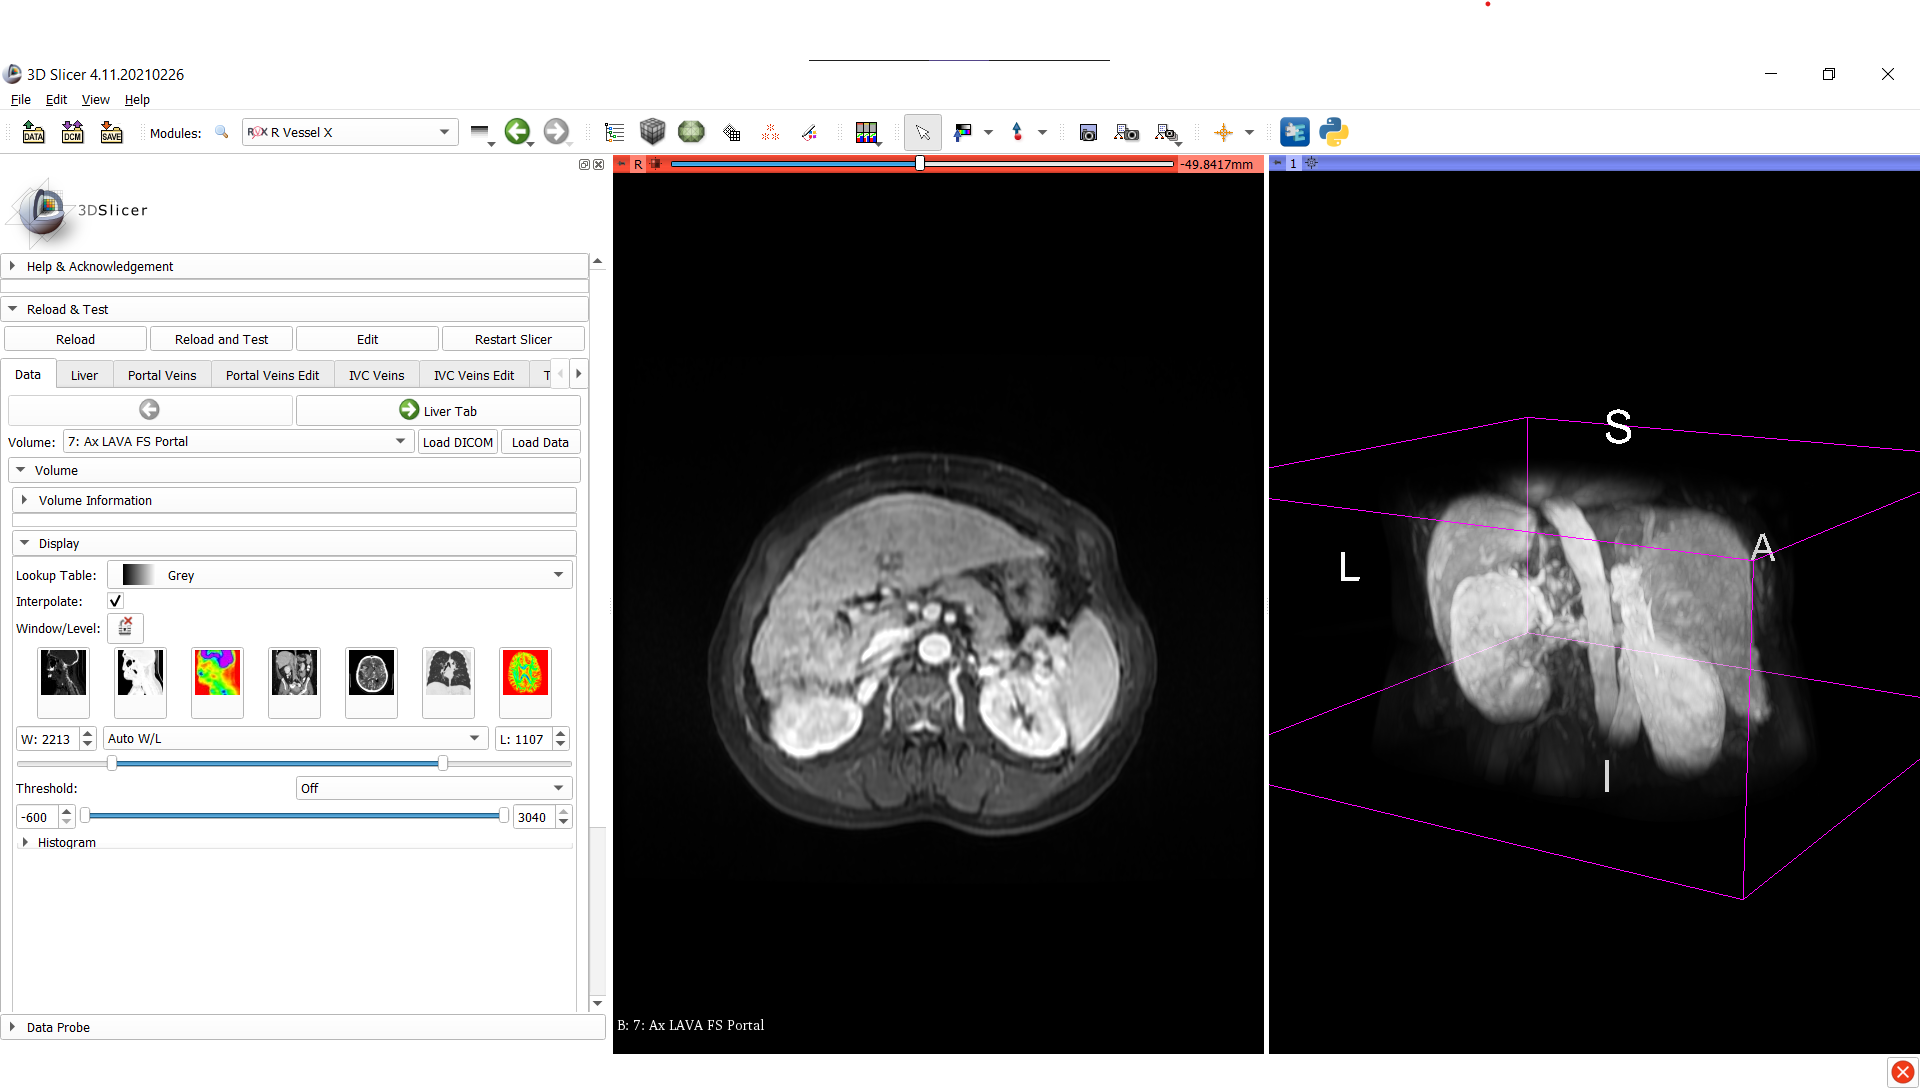 3D Slicer 4.11.20210226
File Edit View Help
DATA DCM SAVE Modules: R Vessel X
R -49.8417mm
1
3DSlicer
Help & Acknowledgement
Reload & Test
Reload Reload and Test Edit Restart Slicer
Data Liver Portal Veins Portal Veins Edit IVC Veins IVC Veins Edit T
Liver Tab
Volume: 7: Ax LAVA FS Portal Load DICOM Load Data
Volume
Volume Information
Display
Lookup Table: Grey
Interpolate:
Window/Level:
W: 2213 Auto W/L L: 1107
Threshold: Off
-600 3040
Histogram
Data Probe
B: 7: Ax LAVA FS Portal
S
A
L
I